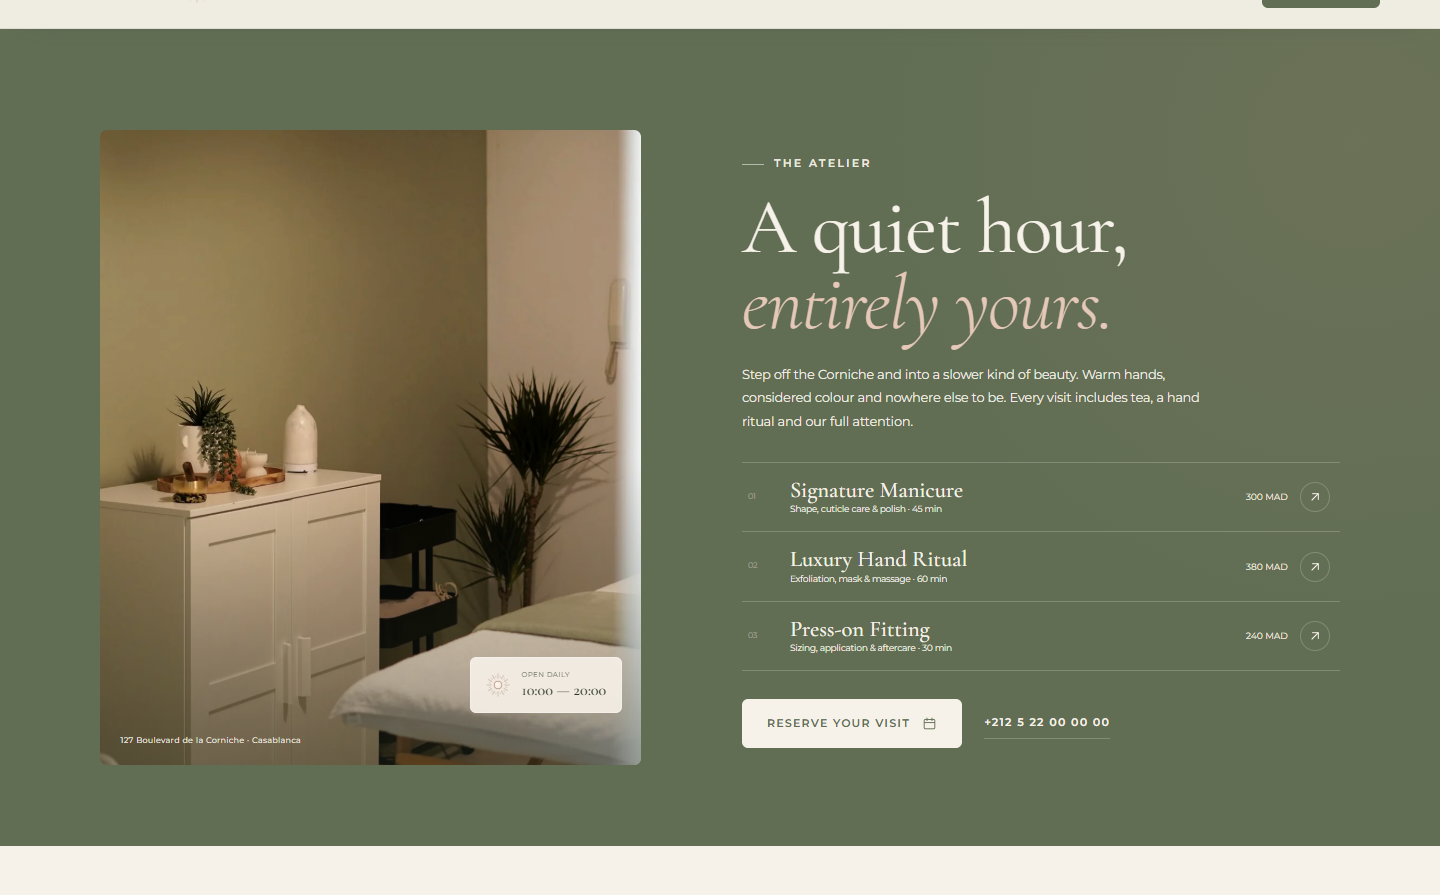 THE ATELIER
A quiet hour,
entirely yours.
Step off the Corniche and into a slower kind of beauty. Warm hands,
considered colour and nowhere else to be. Every visit includes tea, a hand
ritual and our full attention.
01
Signature Manicure
Shape, cuticle care & polish · 45 min
300 MAD
02
Luxury Hand Ritual
Exfoliation, mask & massage · 60 min
380 MAD
03
Press-on Fitting
Sizing, application & aftercare · 30 min
240 MAD
RESERVE YOUR VISIT
+212 5 22 00 00 00
OPEN DAILY
10:00 — 20:00
127 Boulevard de la Corniche · Casablanca